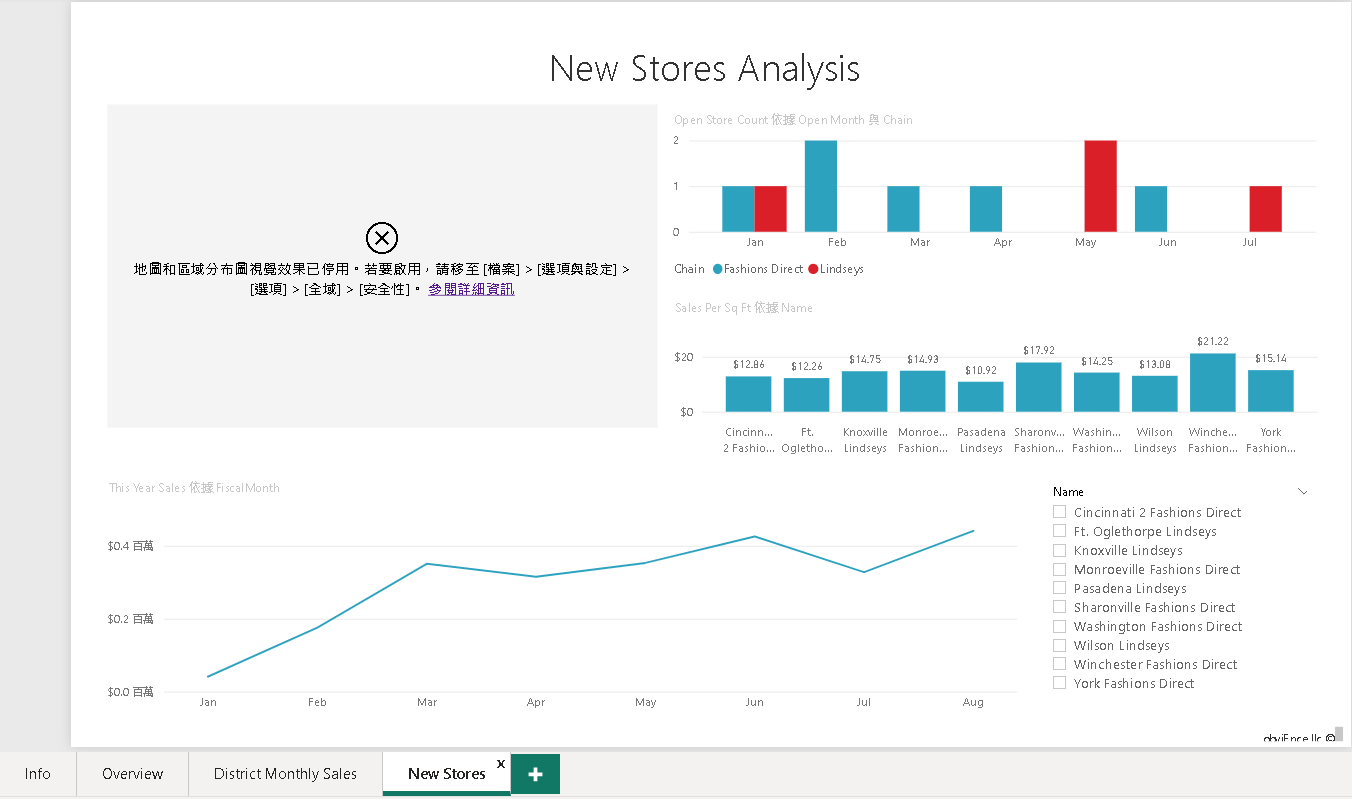 New Stores Analysis
地圖和區域分布圖視覺效果已停用。若要啟用，請移至 [檔案] > [選項與設定] >
[選項] > [全域] > [安全性]。 參閱詳細資訊
Open Store Count 依據 Open Month 與 Chain
2
1
0
Jan Feb Mar Apr May Jun Jul
Chain Fashions Direct Lindseys
Sales Per Sq Ft 依據 Name
$20
$0
$12.86 $12.26 $14.75 $14.93 $10.92 $17.92 $14.25 $13.08 $21.22 $15.14
Cincinn... Ft. Knoxville Monroe... Pasadena Sharonv... Washin... Wilson Winche... York
2 Fashio... Ogletho... Lindseys Fashion... Lindseys Fashion... Fashion... Lindseys Fashion... Fashion...
This Year Sales 依據 FiscalMonth
$0.4 百萬
$0.2 百萬
$0.0 百萬
Jan Feb Mar Apr May Jun Jul Aug
Name
Cincinnati 2 Fashions Direct
Ft. Oglethorpe Lindseys
Knoxville Lindseys
Monroeville Fashions Direct
Pasadena Lindseys
Sharonville Fashions Direct
Washington Fashions Direct
Wilson Lindseys
Winchester Fashions Direct
York Fashions Direct
obviEnce llc ©
Info Overview District Monthly Sales New Stores x +